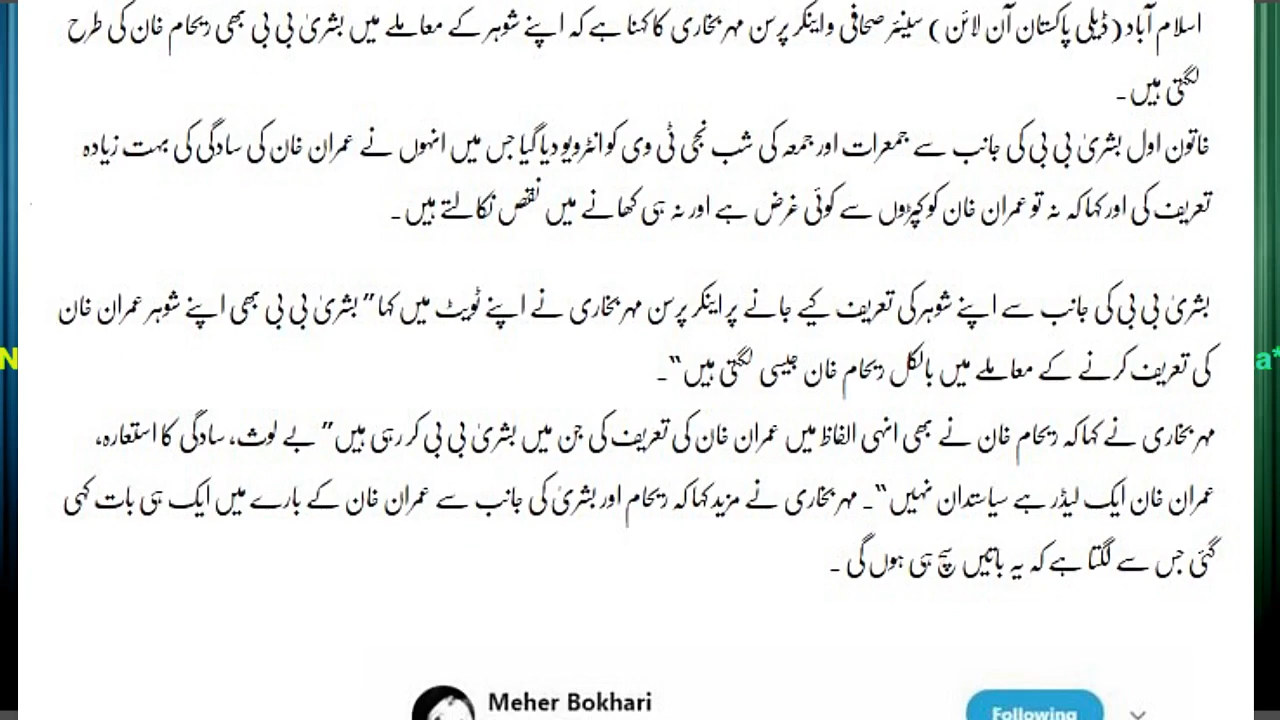 اسلام آباد (ڈیلی پاکستان آن لائن) سینئر صحافی و اینکر پرسن مہر بخاری کا کہنا ہے کہ اپنے شوہر کے معاملے میں بشریٰ بی بی بھی ریحام خان کی طرح
لگتی ہیں۔
خاتون اول بشریٰ بی بی کی جانب سے جمعرات اور جمعہ کی شب نجی ٹی وی کو انٹرویو دیا گیا جس میں انہوں نے عمران خان کی سادگی کی بہت زیادہ
تعریف کی اور کہا کہ نہ تو عمران خان کو کپڑوں سے کوئی غرض ہے اور نہ ہی کھانے میں نقص نکالتے ہیں۔
بشریٰ بی بی کی جانب سے اپنے شوہر کی تعریف کیے جانے پر اینکر پرسن مہر بخاری نے اپنے ٹویٹ میں کہا ”بشریٰ بی بی بھی اپنے شوہر عمران خان
کی تعریف کرنے کے معاملے میں بالکل ریحام خان جیسی لگتی ہیں“۔
مہر بخاری نے کہا کہ ریحام خان نے بھی انہی الفاظ میں عمران خان کی تعریف کی جن میں بشریٰ بی بی کر رہی ہیں” بے لوث، سادگی کا استعارہ،
عمران خان ایک لیڈر ہے سیاستدان نہیں“۔ مہر بخاری نے مزید کہا کہ ریحام اور بشریٰ کی جانب سے عمران خان کے بارے میں ایک ہی بات کہی
گئی جس سے لگتا ہے کہ یہ باتیں سچ ہی ہوں گی۔
N
a*
Meher Bokhari
Following